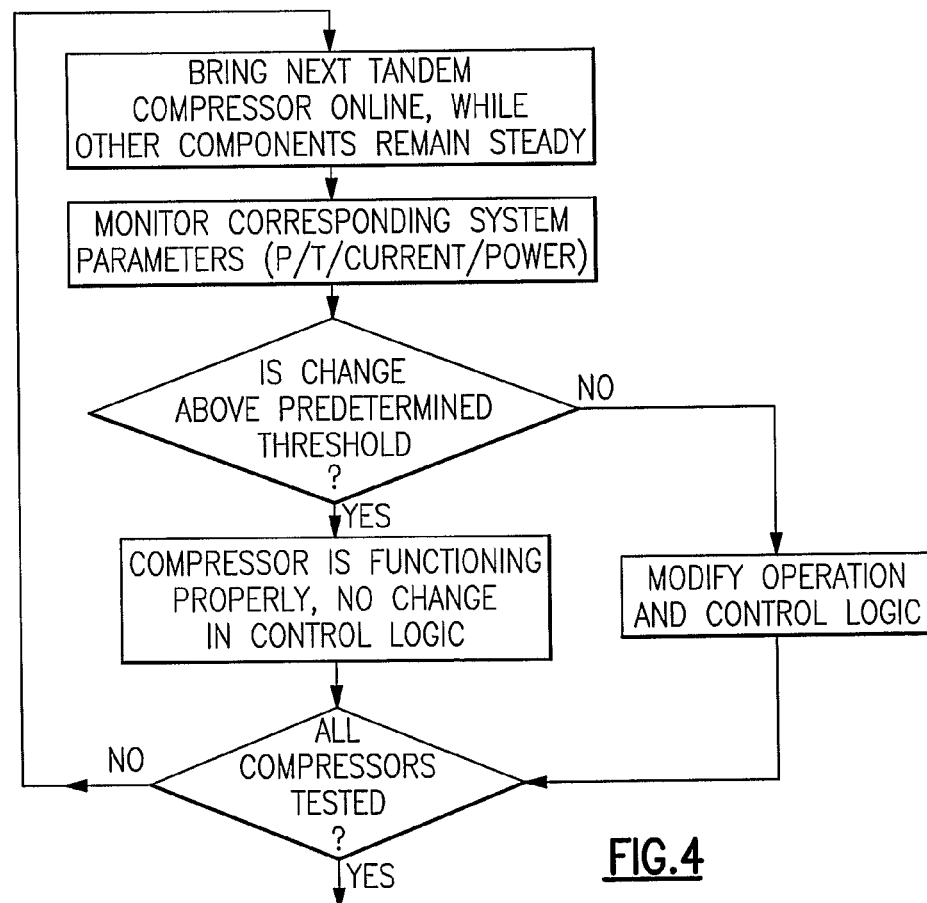 BRING NEXT TANDEM
COMPRESSOR ONLINE, WHILE
OTHER COMPONENTS REMAIN STEADY
MONITOR CORRESPONDING SYSTEM
PARAMETERS (P/T/CURRENT/POWER)
IS CHANGE
ABOVE PREDETERMINED
THRESHOLD
?
NO
YES
COMPRESSOR IS FUNCTIONING
PROPERLY, NO CHANGE
IN CONTROL LOGIC
MODIFY OPERATION
AND CONTROL LOGIC
ALL
COMPRESSORS
TESTED
?
NO
YES
FIG.4